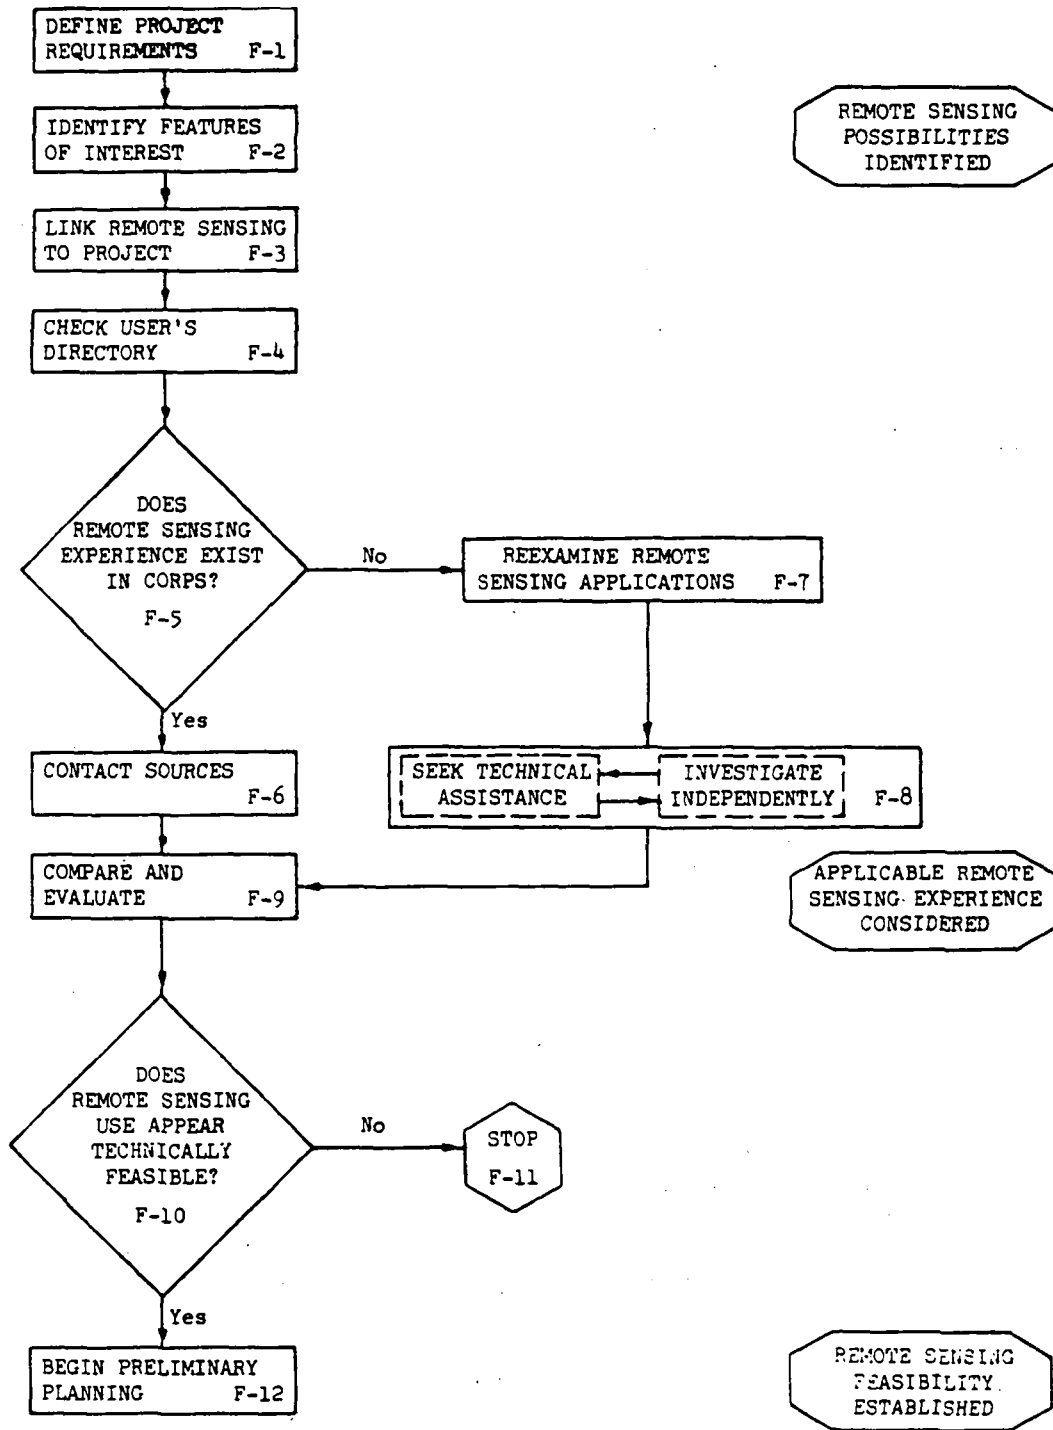 DEFINE PROJECT
REQUIREMENTS F-1
IDENTIFY FEATURES
OF INTEREST F-2
REMOTE SENSING
POSSIBILITIES
IDENTIFIED
LINK REMOTE SENSING
TO PROJECT F-3
CHECK USER'S
DIRECTORY F-4
DOES
REMOTE SENSING
EXPERIENCE EXIST
IN CORPS?
F-5
No
REEXAMINE REMOTE
SENSING APPLICATIONS F-7
Yes
CONTACT SOURCES
F-6
SEEK TECHNICAL
ASSISTANCE
INVESTIGATE
INDEPENDENTLY
F-8
COMPARE AND
EVALUATE F-9
APPLICABLE REMOTE
SENSING EXPERIENCE
CONSIDERED
DOES
REMOTE SENSING
USE APPEAR
TECHNICALLY
FEASIBLE?
F-10
No
STOP
F-11
Yes
BEGIN PRELIMINARY
PLANNING F-12
REMOTE SENSING
FEASIBILITY
ESTABLISHED